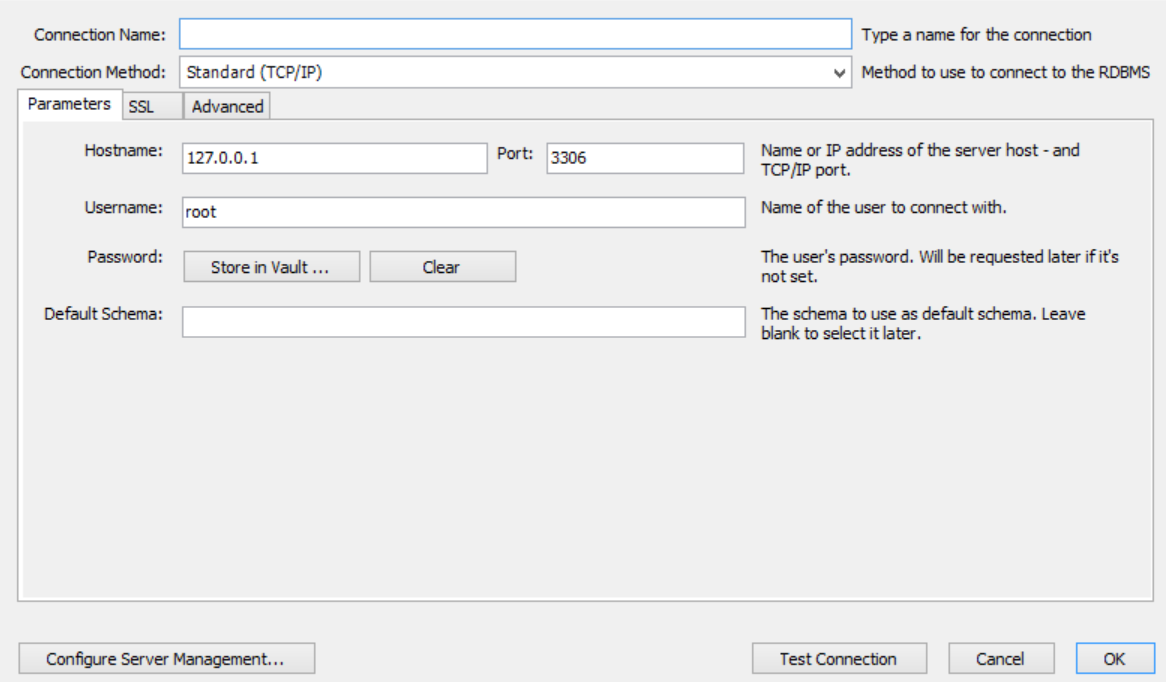 Connection Name: Type a name for the connection
Connection Method: Standard (TCP/IP) Method to use to connect to the RDBMS
Parameters SSL Advanced
Hostname: 127.0.0.1 Port: 3306 Name or IP address of the server host - and
TCP/IP port.
Username: root Name of the user to connect with.
Password: Store in Vault ... Clear The user's password. Will be requested later if it's
not set.
Default Schema: The schema to use as default schema. Leave
blank to select it later.
Configure Server Management... Test Connection Cancel OK